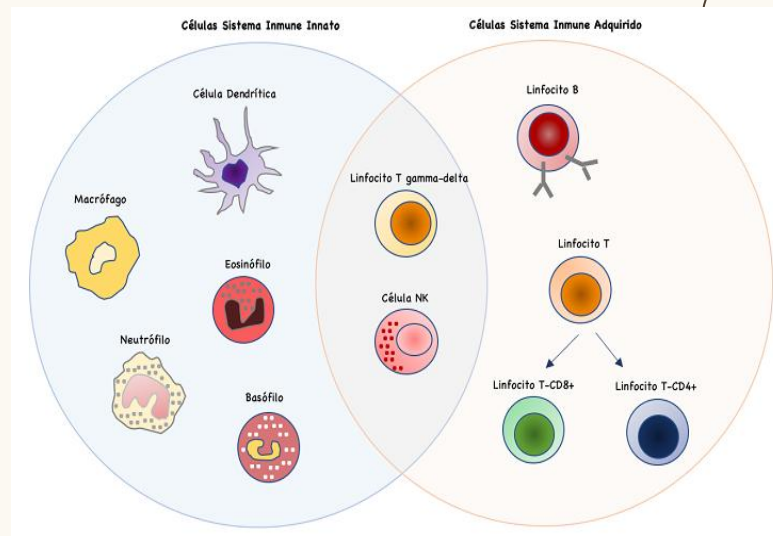 Células Sistema Inmune Innato
Células Sistema Inmune Adquirido
Célula Dendrítica
Linfocito B
Linfocito T gamma-delta
Macrófago
Linfocito T
Eosinófilo
Célula NK
Neutrófilo
Linfocito T-CD8+
Linfocito T-CD4+
Basófilo